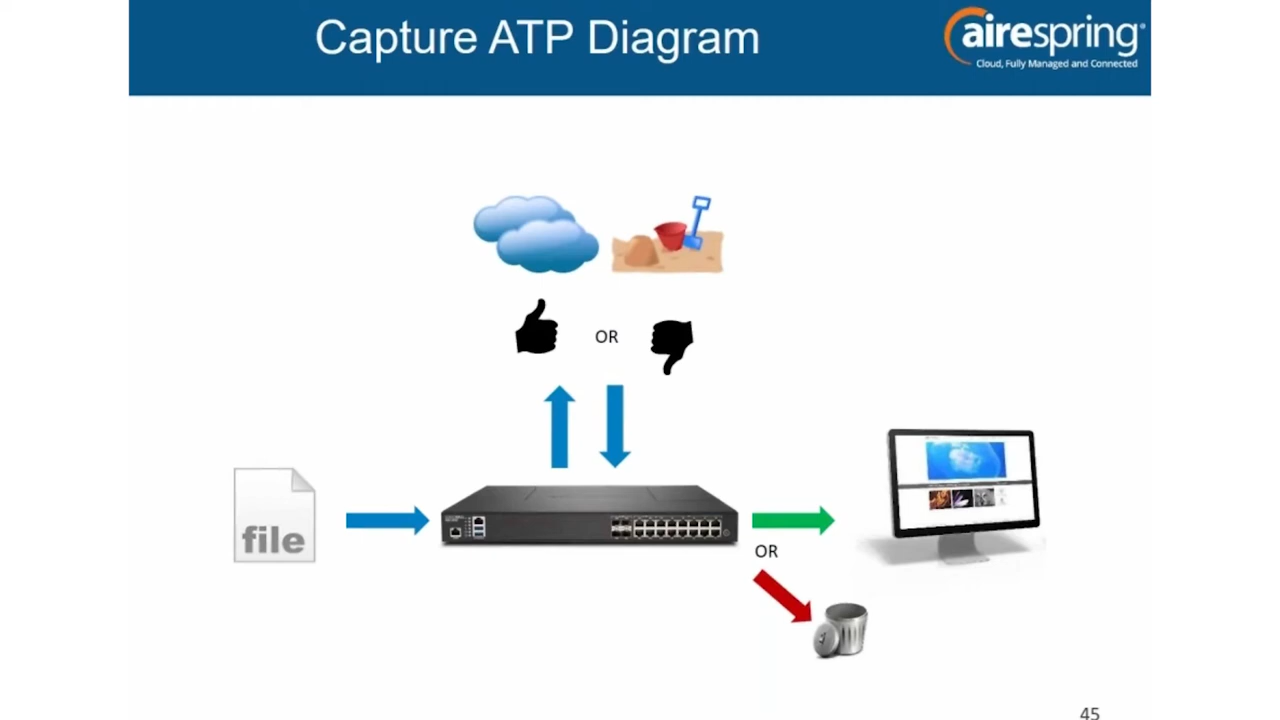 Capture ATP Diagram
airespring
Cloud, Fully Managed and Connected
OR
file
OR
45